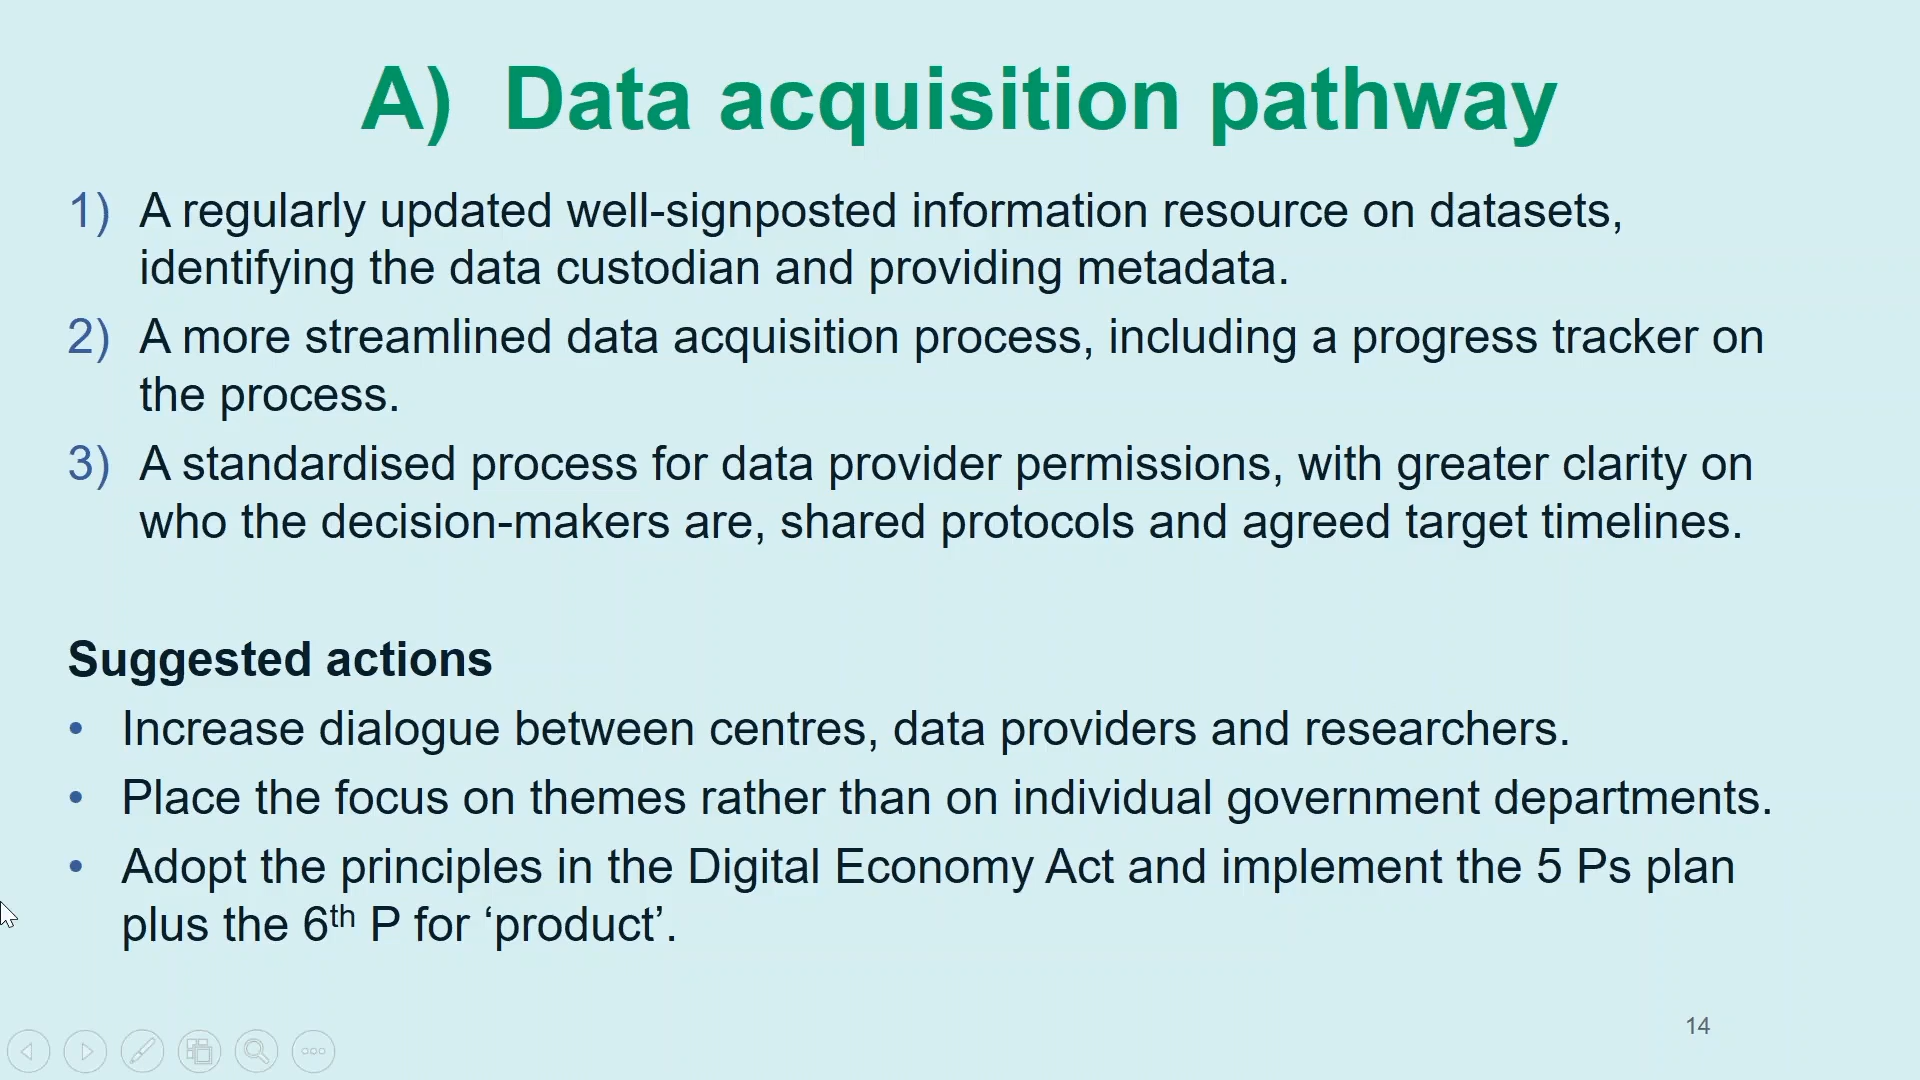 A) Data acquisition pathway
1) A regularly updated well-signposted information resource on datasets,
identifying the data custodian and providing metadata.
2) A more streamlined data acquisition process, including a progress tracker on
the process.
3) A standardised process for data provider permissions, with greater clarity on
who the decision-makers are, shared protocols and agreed target timelines.
Suggested actions
• Increase dialogue between centres, data providers and researchers.
• Place the focus on themes rather than on individual government departments.
• Adopt the principles in the Digital Economy Act and implement the 5 Ps plan
plus the 6th P for ‘product’.
14